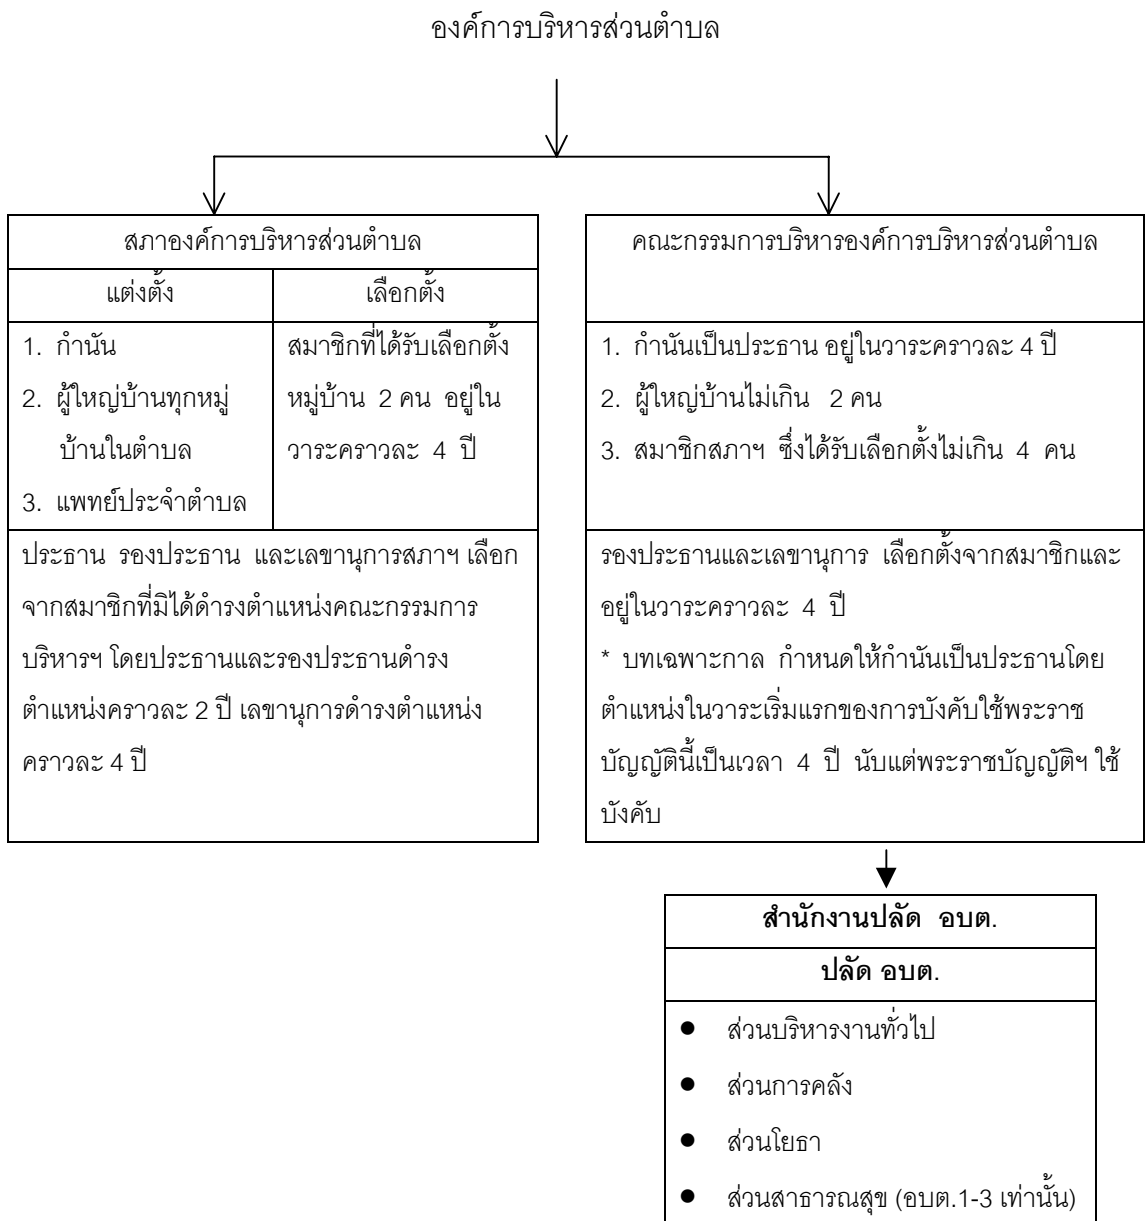 องค์การบริหารส่วนตำบล
สภาองค์การบริหารส่วนตำบล
แต่งตั้ง
เลือกตั้ง
1. กำนัน
2. ผู้ใหญ่บ้านทุกหมู่
บ้านในตำบล
3. แพทย์ประจำตำบล
สมาชิกที่ได้รับเลือกตั้ง
หมู่บ้าน 2 คน อยู่ใน
วาระคราวละ 4 ปี
ประธาน รองประธาน และเลขานุการสภาฯ เลือก
จากสมาชิกที่มิได้ดำรงตำแหน่งคณะกรรมการ
บริหารฯ โดยประธานและรองประธานดำรง
ตำแหน่งคราวละ 2 ปี เลขานุการดำรงตำแหน่ง
คราวละ 4 ปี
คณะกรรมการบริหารองค์การบริหารส่วนตำบล
1. กำนันเป็นประธาน อยู่ในวาระคราวละ 4 ปี
2. ผู้ใหญ่บ้านไม่เกิน 2 คน
3. สมาชิกสภาฯ ซึ่งได้รับเลือกตั้งไม่เกิน 4 คน
รองประธานและเลขานุการ เลือกตั้งจากสมาชิกและ
อยู่ในวาระคราวละ 4 ปี
* บทเฉพาะกาล กำหนดให้กำนันเป็นประธานโดย
ตำแหน่งในวาระเริ่มแรกของการบังคับใช้พระราช
บัญญัตินี้เป็นเวลา 4 ปี นับแต่พระราชบัญญัติฯ ใช้
บังคับ
สำนักงานปลัด อบต.
ปลัด อบต.
● ส่วนบริหารงานทั่วไป
● ส่วนการคลัง
● ส่วนโยธา
● ส่วนสาธารณสุข (อบต.1-3 เท่านั้น)